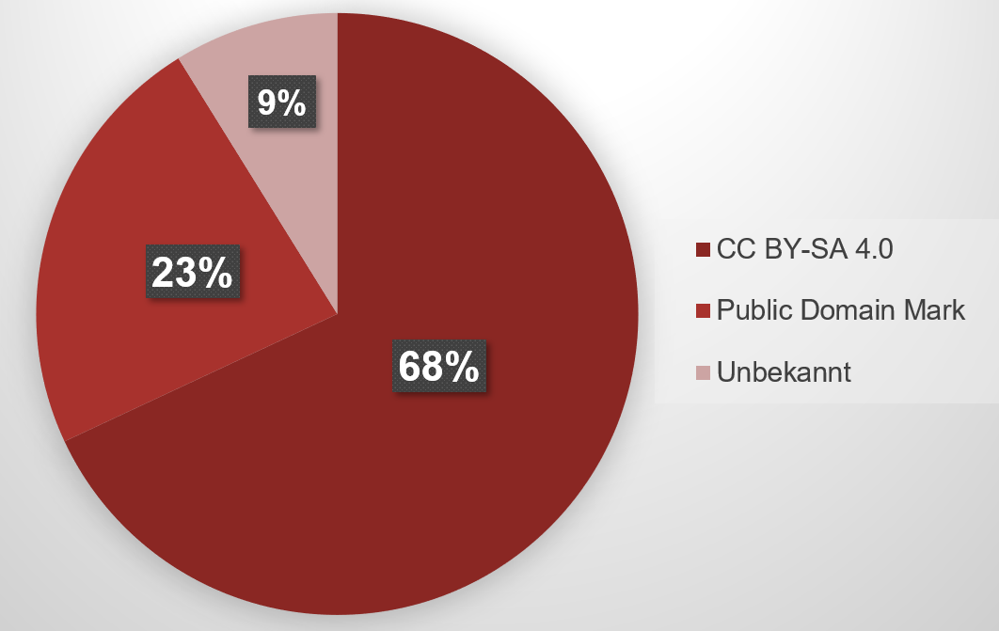 9%
23%
68%
CC BY-SA 4.0
Public Domain Mark
Unbekannt